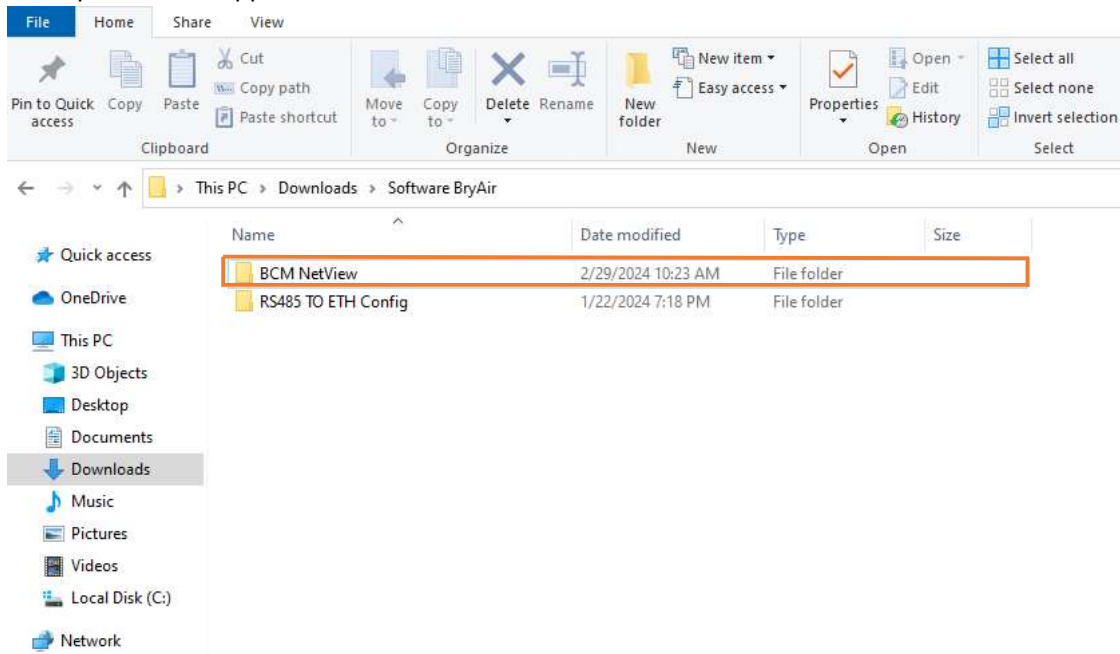 File Home Share View
Pin to Quick access
Copy
Paste
Cut
Copy path
Paste shortcut
Clipboard
Move to
Copy to
Delete
Rename
Organize
New folder
New item
Easy access
New
Properties
Open
Edit
History
Open
Select all
Select none
Invert selection
Select
This PC > Downloads > Software BryAir
Name Date modified Type Size
BCM NetView 2/29/2024 10:23 AM File folder
RS485 TO ETH Config 1/22/2024 7:18 PM File folder
Quick access
OneDrive
This PC
3D Objects
Desktop
Documents
Downloads
Music
Pictures
Videos
Local Disk (C:)
Network